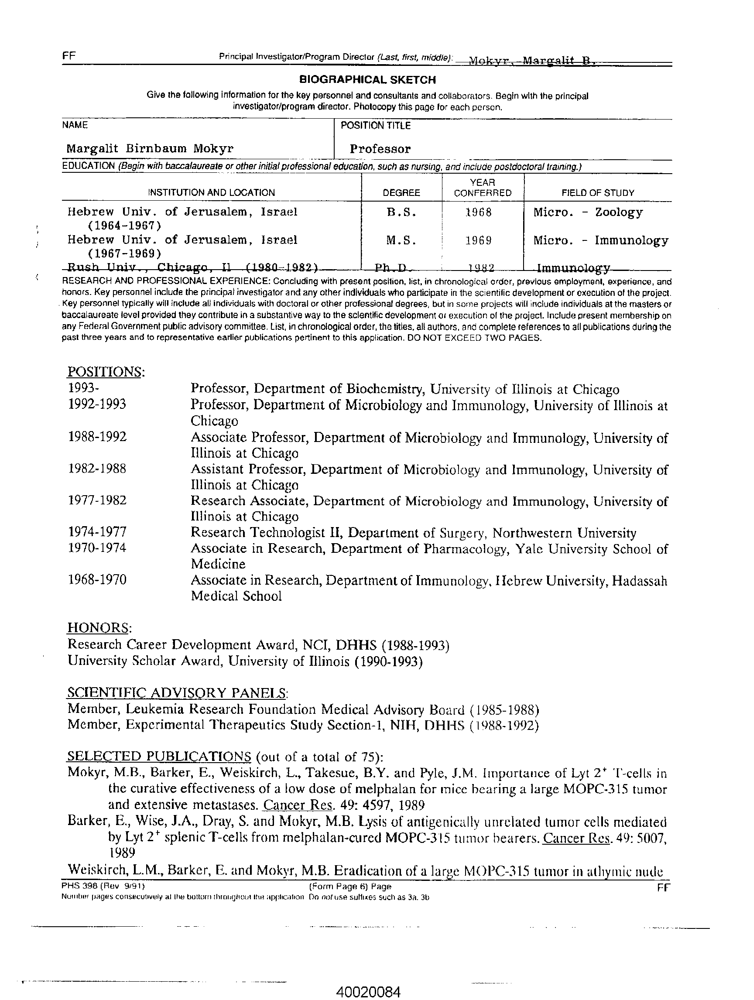 FF Principal Investigator/Program Director (Last, first, middle): Mokyr, Margalit B.
BIOGRAPHICAL SKETCH
Give the following information for the key personnel and consultants and collaborators. Begin with the principal
investigator/program director. Photocopy this page for each person.
NAME POSITION TITLE
Margalit Birnbaum Mokyr Professor
EDUCATION (Begin with baccalaureate or other initial professional education, such as nursing, and include postdoctoral training.)
INSTITUTION AND LOCATION DEGREE YEAR CONFERRED FIELD OF STUDY
Hebrew Univ. of Jerusalem, Israel B.S. 1968 Micro. - Zoology
(1964-1967)
Hebrew Univ. of Jerusalem, Israel M.S. 1969 Micro. - Immunology
(1967-1969)
Rush Univ., Chicago, Il (1980-1982) Ph.D. 1982 Immunology
RESEARCH AND PROFESSIONAL EXPERIENCE: Concluding with present position, list, in chronological order, previous employment, experience, and
honors. Key personnel include the principal investigator and any other individuals who participate in the scientific development or execution of the project.
Key personnel typically will include all individuals with doctoral or other professional degrees, but in some projects will include individuals at the masters or
baccalaureate level provided they contribute in a substantive way to the scientific development or execution of the project. Include present membership on
any Federal Government public advisory committee. List, in chronological order, the titles, all authors, and complete references to all publications during the
past three years and to representative earlier publications pertinent to this application. DO NOT EXCEED TWO PAGES.
POSITIONS:
1993- Professor, Department of Biochemistry, University of Illinois at Chicago
1992-1993 Professor, Department of Microbiology and Immunology, University of Illinois at
Chicago
1988-1992 Associate Professor, Department of Microbiology and Immunology, University of
Illinois at Chicago
1982-1988 Assistant Professor, Department of Microbiology and Immunology, University of
Illinois at Chicago
1977-1982 Research Associate, Department of Microbiology and Immunology, University of
Illinois at Chicago
1974-1977 Research Technologist II, Department of Surgery, Northwestern University
1970-1974 Associate in Research, Department of Pharmacology, Yale University School of
Medicine
1968-1970 Associate in Research, Department of Immunology, Hebrew University, Hadassah
Medical School
HONORS:
Research Career Development Award, NCI, DHHS (1988-1993)
University Scholar Award, University of Illinois (1990-1993)
SCIENTIFIC ADVISORY PANELS:
Member, Leukemia Research Foundation Medical Advisory Board (1985-1988)
Member, Experimental Therapeutics Study Section-1, NIH, DHHS (1988-1992)
SELECTED PUBLICATIONS (out of a total of 75):
Mokyr, M.B., Barker, E., Weiskirch, L., Takesue, B.Y. and Pyle, J.M. Importance of Lyt 2⁺ T-cells in
the curative effectiveness of a low dose of melphalan for mice bearing a large MOPC-315 tumor
and extensive metastases. Cancer Res. 49: 4597, 1989
Barker, E., Wise, J.A., Dray, S. and Mokyr, M.B. Lysis of antigenically unrelated tumor cells mediated
by Lyt 2⁺ splenic T-cells from melphalan-cured MOPC-315 tumor bearers. Cancer Res. 49: 5007,
1989
Weiskirch, L.M., Barker, E. and Mokyr, M.B. Eradication of a large MOPC-315 tumor in athymic nude
PHS 398 (Rev. 9/91) (Form Page 6) Page FF
Number pages consecutively at the bottom throughout the application. Do not use suffixes such as 3a, 3b.
40020084